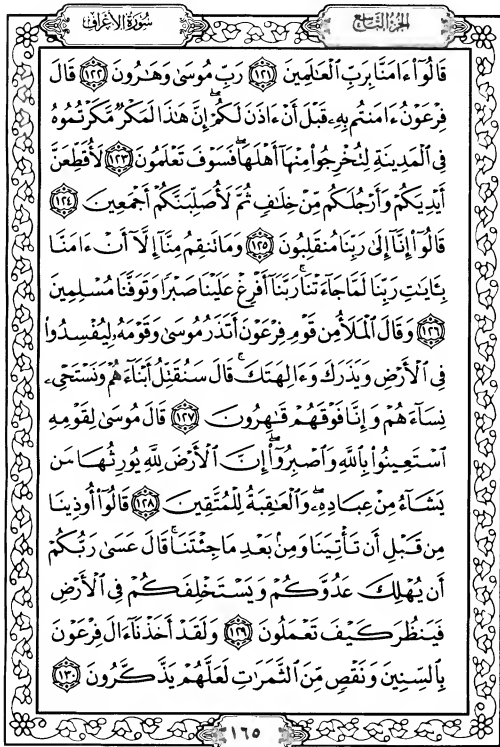 سُورَةُ الأَعْرَافِ
الجُزْءُ التَّاسِعُ
قَالُوٓاْ ءَامَنَّا بِرَبِّ ٱلۡعَٰلَمِينَ ١٢١ رَبِّ مُوسَىٰ وَهَٰرُونَ ١٢٢ قَالَ
فِرۡعَوۡنُ ءَامَنتُم بِهِۦ قَبۡلَ أَنۡ ءَاذَنَ لَكُمۡۖ إِنَّ هَٰذَا لَمَكۡرٞ مَّكَرۡتُمُوهُ
فِي ٱلۡمَدِينَةِ لِتُخۡرِجُواْ مِنۡهَآ أَهۡلَهَاۖ فَسَوۡفَ تَعۡلَمُونَ ١٢٣ لَأُقَطِّعَنَّ
أَيۡدِيَكُمۡ وَأَرۡجُلَكُم مِّنۡ خِلَٰفٖ ثُمَّ لَأُصَلِّبَنَّكُمۡ أَجۡمَعِينَ ١٢٤
قَالُوٓاْ إِنَّآ إِلَىٰ رَبِّنَا مُنقَلِبُونَ ١٢٥ وَمَا تَنقِمُ مِنَّآ إِلَّآ أَنۡ ءَامَنَّا
بِـَٔايَٰتِ رَبِّنَا لَمَّا جَآءَتۡنَاۚ رَبَّنَآ أَفۡرِغۡ عَلَيۡنَا صَبۡرٗا وَتَوَفَّنَا مُسۡلِمِينَ
١٢٦ وَقَالَ ٱلۡمَلَأُ مِن قَوۡمِ فِرۡعَوۡنَ أَتَذَرُ مُوسَىٰ وَقَوۡمَهُۥ لِيُفۡسِدُواْ
فِي ٱلۡأَرۡضِ وَيَذَرَكَ وَءَالِهَتَكَۚ قَالَ سَنُقَتِّلُ أَبۡنَآءَهُمۡ وَنَسۡتَحۡيِۦ
نِسَآءَهُمۡ وَإِنَّا فَوۡقَهُمۡ قَٰهِرُونَ ١٢٧ قَالَ مُوسَىٰ لِقَوۡمِهِ
ٱسۡتَعِينُواْ بِٱللَّهِ وَٱصۡبِرُوٓاْۖ إِنَّ ٱلۡأَرۡضَ لِلَّهِ يُورِثُهَا مَن
يَشَآءُ مِنۡ عِبَادِهِۦۖ وَٱلۡعَٰقِبَةُ لِلۡمُتَّقِينَ ١٢٨ قَالُوٓاْ أُوذِينَا
مِن قَبۡلِ أَن تَأۡتِيَنَا وَمِنۢ بَعۡدِ مَا جِئۡتَنَاۚ قَالَ عَسَىٰ رَبُّكُمۡ
أَن يُهۡلِكَ عَدُوَّكُمۡ وَيَسۡتَخۡلِفَكُمۡ فِي ٱلۡأَرۡضِ
فَيَنظُرَ كَيۡفَ تَعۡمَلُونَ ١٢٩ وَلَقَدۡ أَخَذۡنَآ ءَالَ فِرۡعَوۡنَ
بِٱلسِّنِينَ وَنَقۡصٖ مِّنَ ٱلثَّمَرَٰتِ لَعَلَّهُمۡ يَذَّكَّرُونَ ١٣٠
١٦٥